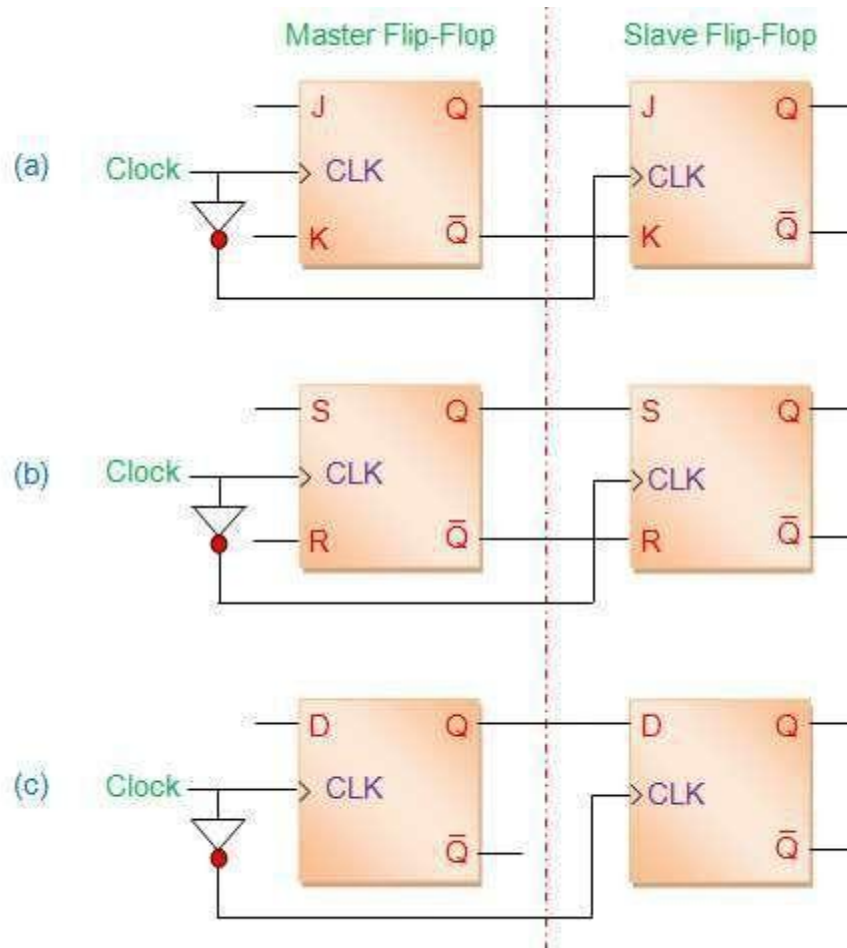 Master Flip-Flop Slave Flip-Flop
J Q J Q
(a) Clock CLK CLK
K Q̅ K Q̅
S Q S Q
(b) Clock CLK CLK
R Q̅ R Q̅
D Q D Q
(c) Clock CLK CLK
Q̅ Q̅